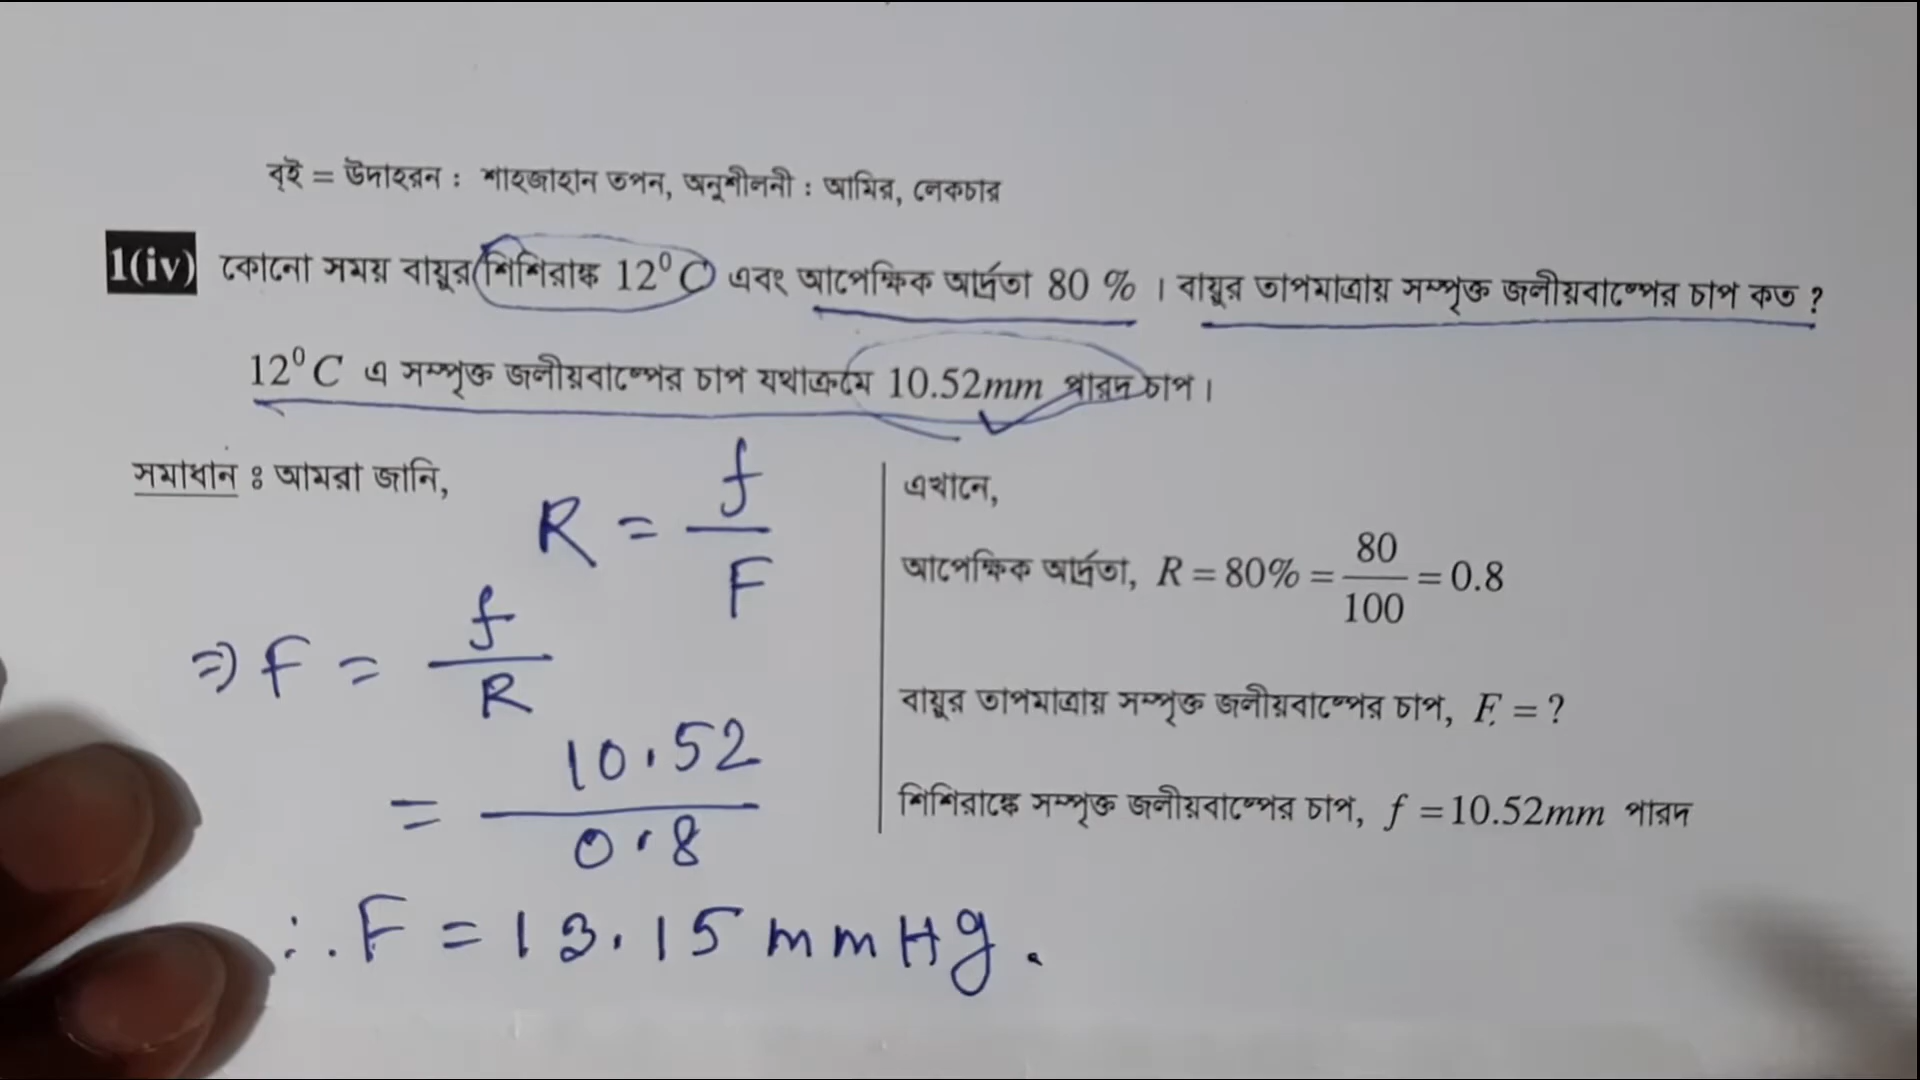 বই = উদাহরন : শাহজাহান তপন, অনুশীলনী : আমির, লেকচার
1(iv) কোনো সময় বায়ুর শিশিরাঙ্ক 12⁰C এবং আপেক্ষিক আর্দ্রতা 80 % । বায়ুর তাপমাত্রায় সম্পৃক্ত জলীয়বাষ্পের চাপ কত ?
12⁰C এ সম্পৃক্ত জলীয়বাষ্পের চাপ যথাক্রমে 10.52mm পারদ চাপ।
সমাধান ঃ আমরা জানি,
R = f/F
⇒ F = f/R
= 10.52/0.8
∴ F = 13.15 mmHg.
এখানে,
আপেক্ষিক আর্দ্রতা, R = 80% = 80/100 = 0.8
বায়ুর তাপমাত্রায় সম্পৃক্ত জলীয়বাষ্পের চাপ, F = ?
শিশিরাঙ্কে সম্পৃক্ত জলীয়বাষ্পের চাপ, f = 10.52mm পারদ